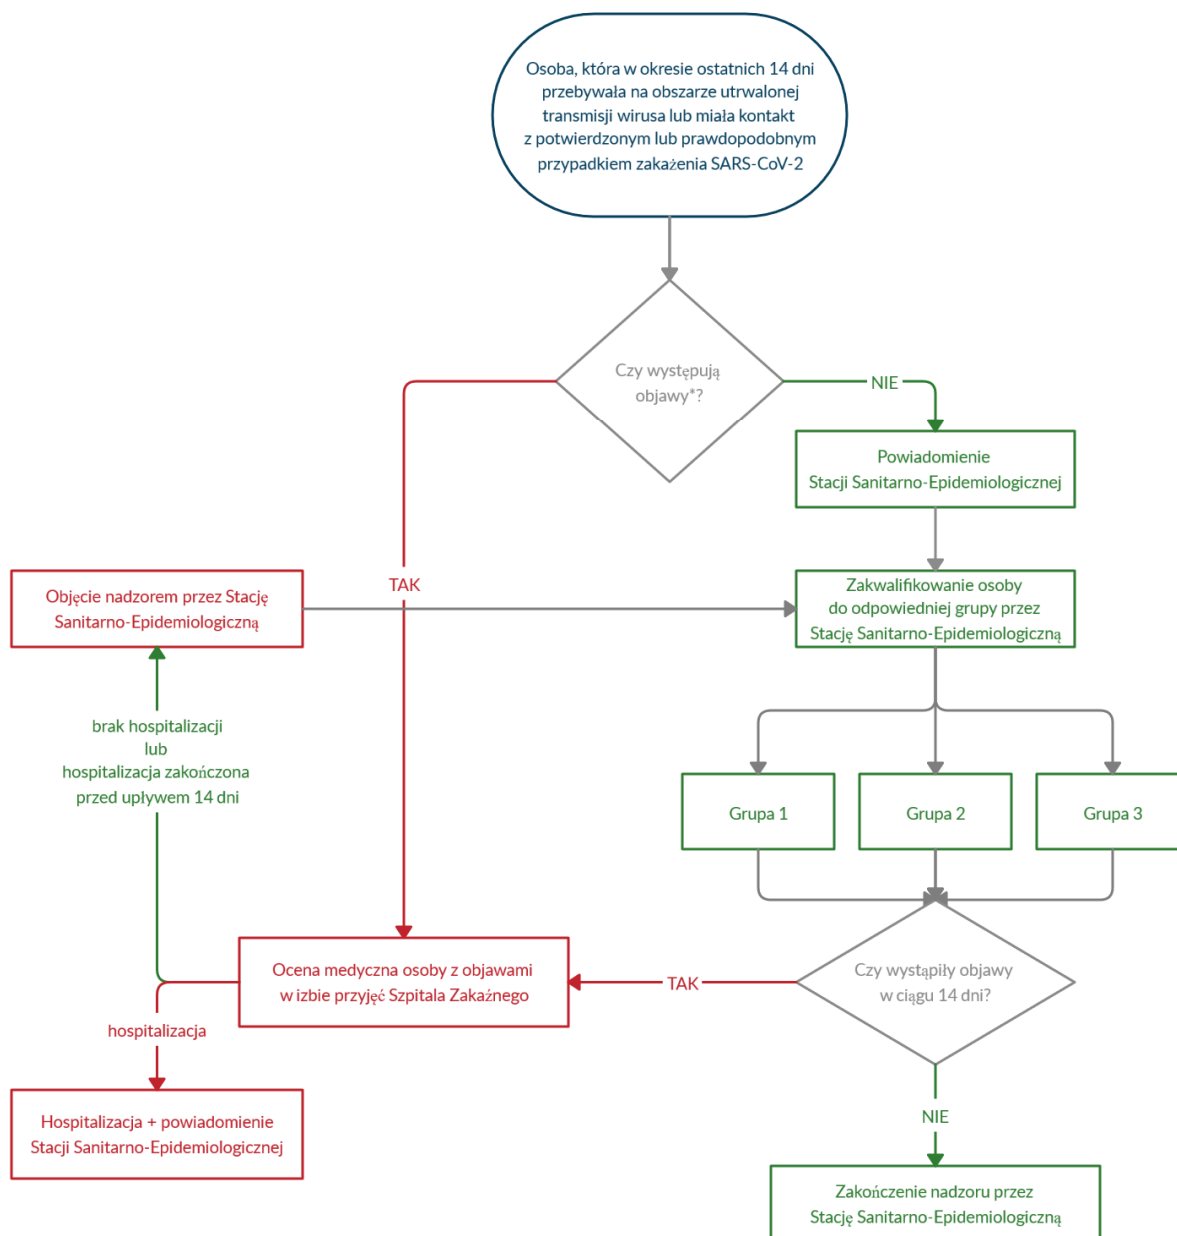 Osoba, która w okresie ostatnich 14 dni
przebywała na obszarze utrwalonej
transmisji wirusa lub miała kontakt
z potwierdzonym lub prawdopodobnym
przypadkiem zakażenia SARS-CoV-2
Czy występują
objawy*?
NIE
Powiadomienie
Stacji Sanitarno-Epidemiologicznej
TAK
Objęcie nadzorem przez Stację
Sanitarno-Epidemiologiczną
Zakwalifikowanie osoby
do odpowiedniej grupy przez
Stację Sanitarno-Epidemiologiczną
brak hospitalizacji
lub
hospitalizacja zakończona
przed upływem 14 dni
Grupa 1
Grupa 2
Grupa 3
Ocena medyczna osoby z objawami
w izbie przyjęć Szpitala Zakaźnego
TAK
Czy wystąpiły objawy
w ciągu 14 dni?
hospitalizacja
Hospitalizacja + powiadomienie
Stacji Sanitarno-Epidemiologicznej
NIE
Zakończenie nadzoru przez
Stację Sanitarno-Epidemiologiczną